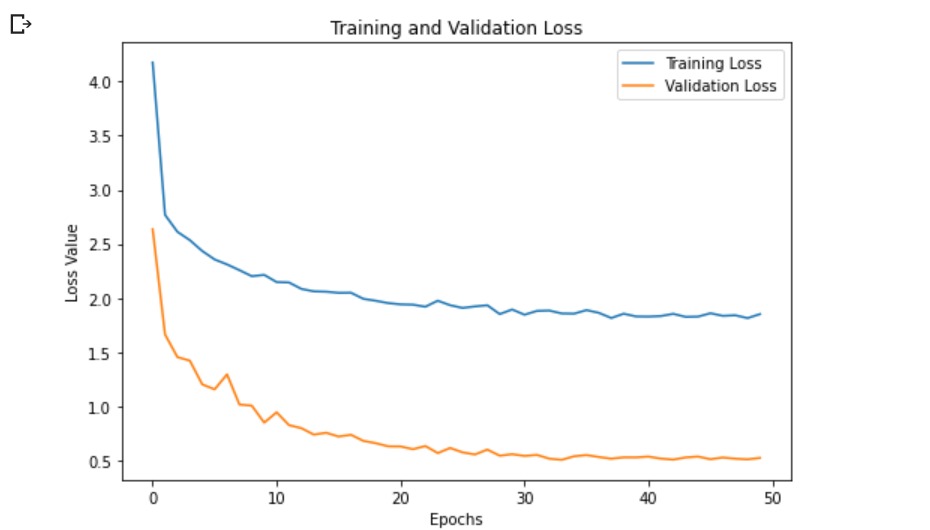 Training and Validation Loss
Training Loss
Validation Loss
4.0
3.5
3.0
2.5
2.0
1.5
1.0
0.5
Loss Value
0 10 20 30 40 50
Epochs